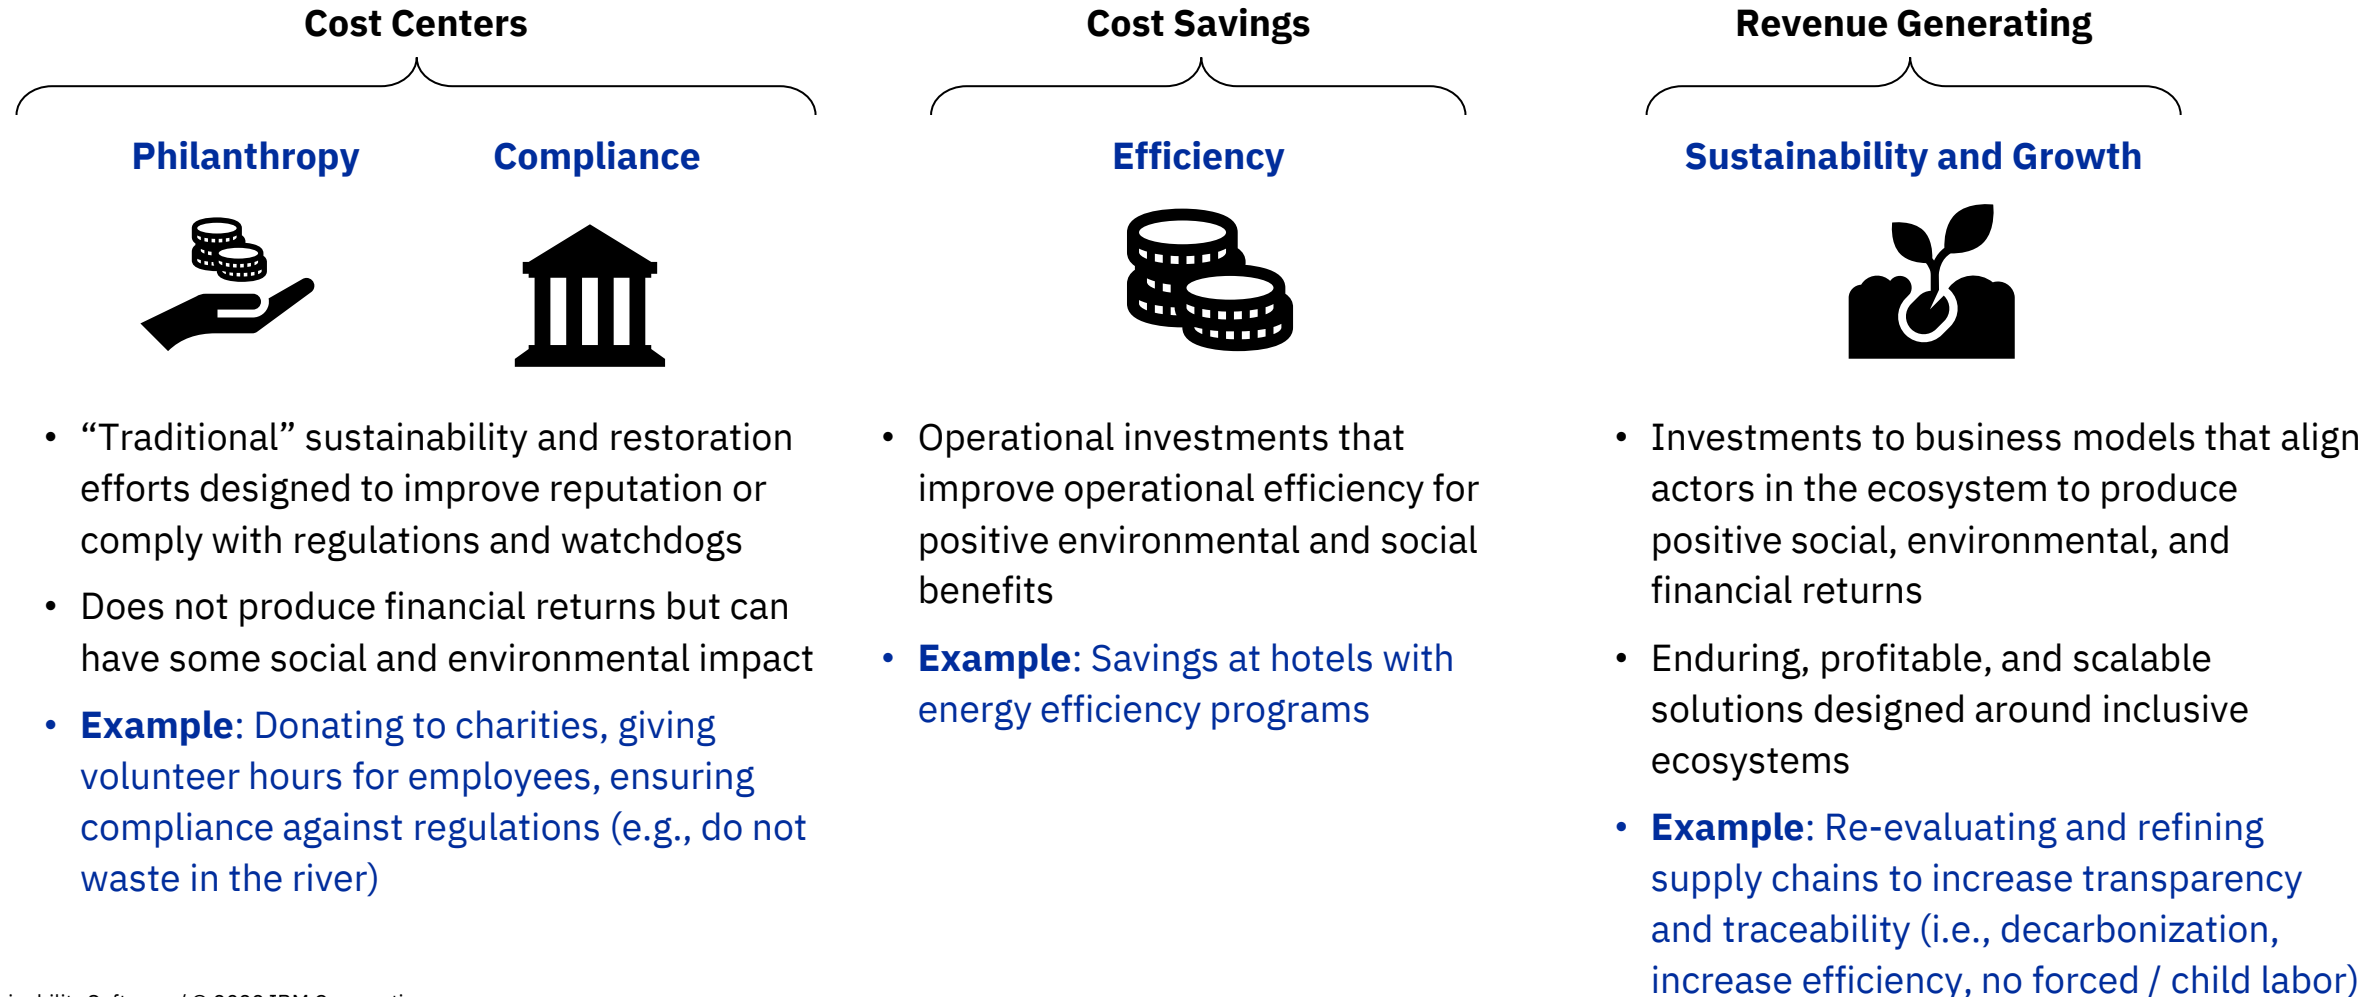 Cost Centers
Cost Savings
Revenue Generating
Philanthropy
Compliance
Efficiency
Sustainability and Growth
• “Traditional” sustainability and restoration
efforts designed to improve reputation or
comply with regulations and watchdogs
• Does not produce financial returns but can
have some social and environmental impact
• Example: Donating to charities, giving
volunteer hours for employees, ensuring
compliance against regulations (e.g., do not
waste in the river)
• Operational investments that
improve operational efficiency for
positive environmental and social
benefits
• Example: Savings at hotels with
energy efficiency programs
• Investments to business models that align
actors in the ecosystem to produce
positive social, environmental, and
financial returns
• Enduring, profitable, and scalable
solutions designed around inclusive
ecosystems
• Example: Re-evaluating and refining
supply chains to increase transparency
and traceability (i.e., decarbonization,
increase efficiency, no forced / child labor)